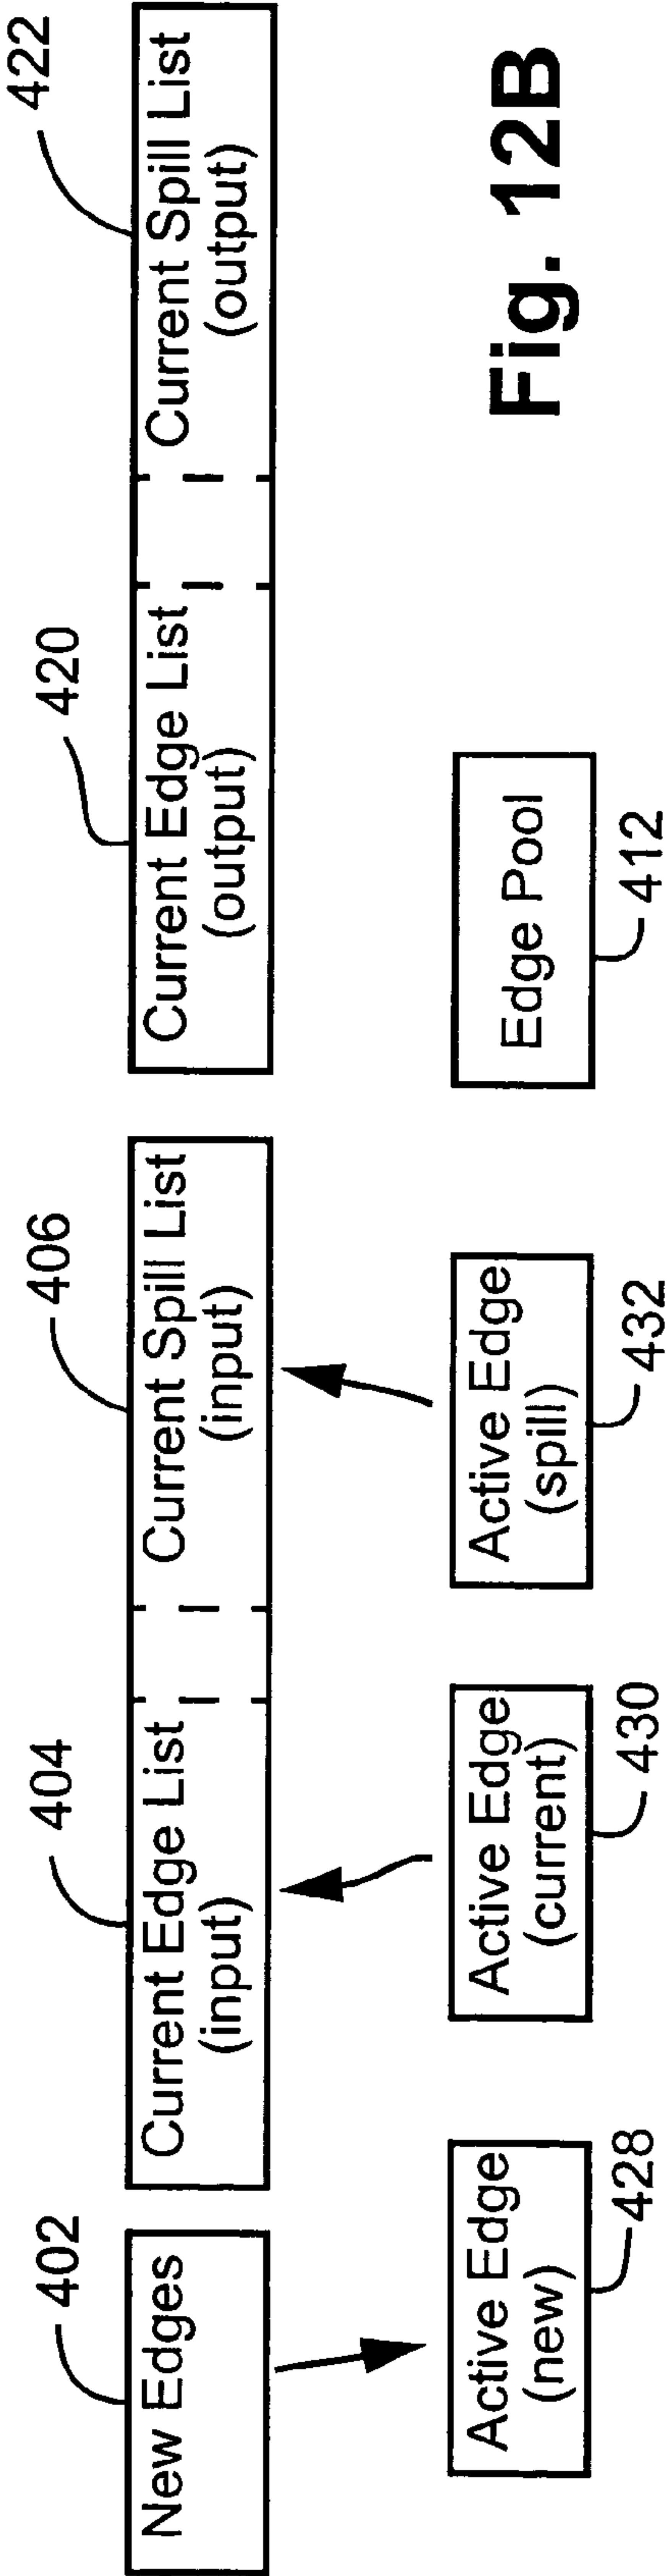 402
New Edges
404
Current Edge List
(input)
406
Current Spill List
(input)
420
Current Edge List
(output)
422
Current Spill List
(output)
Active Edge
(new)
428
Active Edge
(current)
430
Active Edge
(spill)
432
Edge Pool
412
Fig. 12B